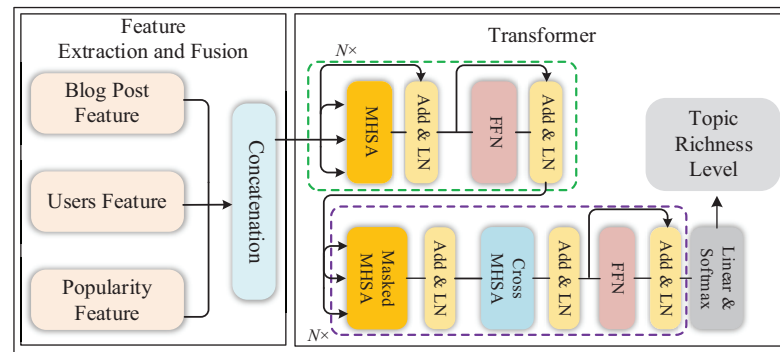 Feature
Extraction and Fusion
Blog Post
Feature
Users Feature
Popularity
Feature
Concatenation
Transformer
N×
MHSA
Add & LN
FFN
Add & LN
Topic
Richness
Level
Masked
MHSA
Add & LN
Cross
MHSA
Add & LN
FFN
Add & LN
Linear &
Softmax
N×